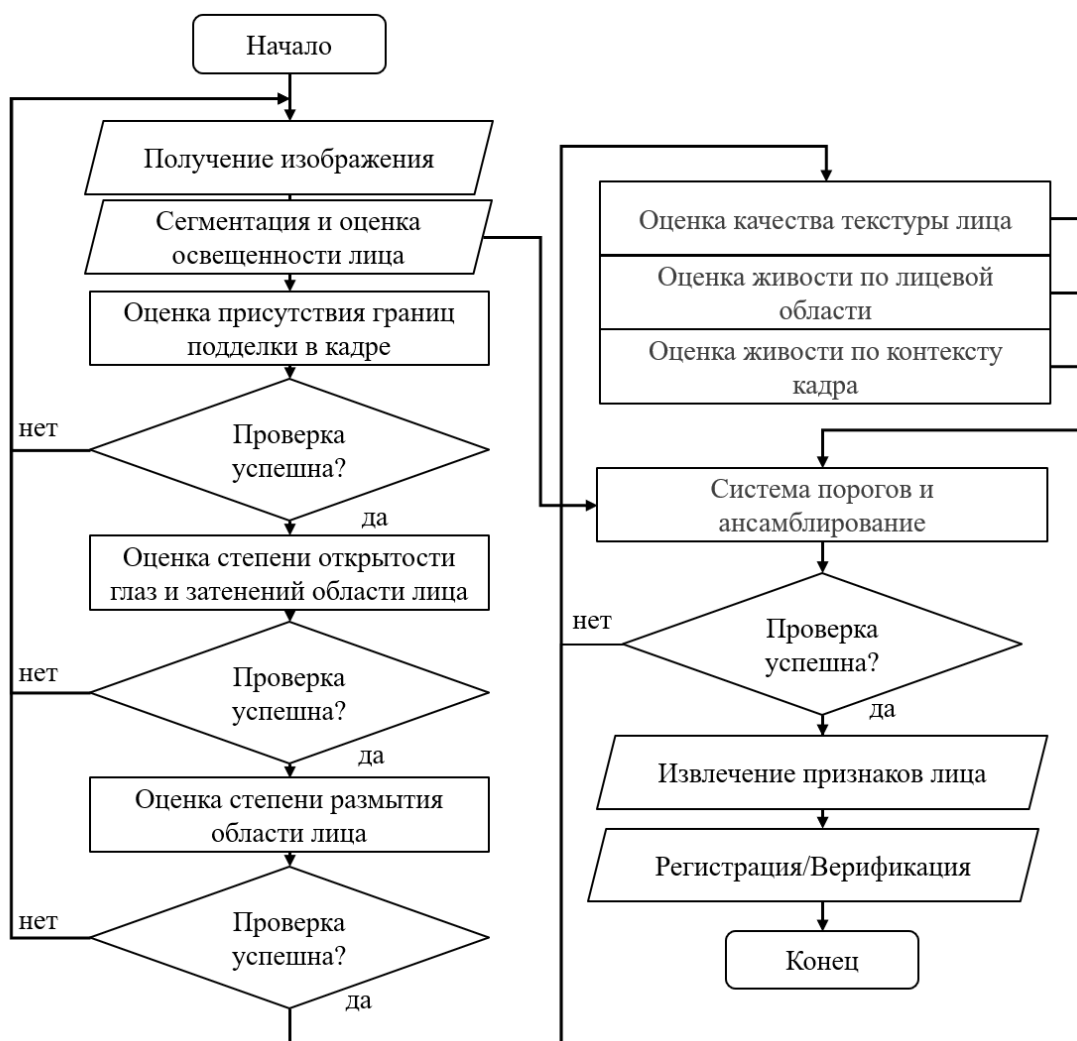 Начало
Получение изображения
Сегментация и оценка
освещенности лица
Оценка присутствия границ
подделки в кадре
нет
Проверка
успешна?
да
Оценка степени открытости
глаз и затенений области лица
нет
Проверка
успешна?
да
Оценка степени размытия
области лица
нет
Проверка
успешна?
да
Оценка качества текстуры лица
Оценка живости по лицевой
области
Оценка живости по контексту
кадра
Система порогов и
ансамблирование
нет
Проверка
успешна?
да
Извлечение признаков лица
Регистрация/Верификация
Конец